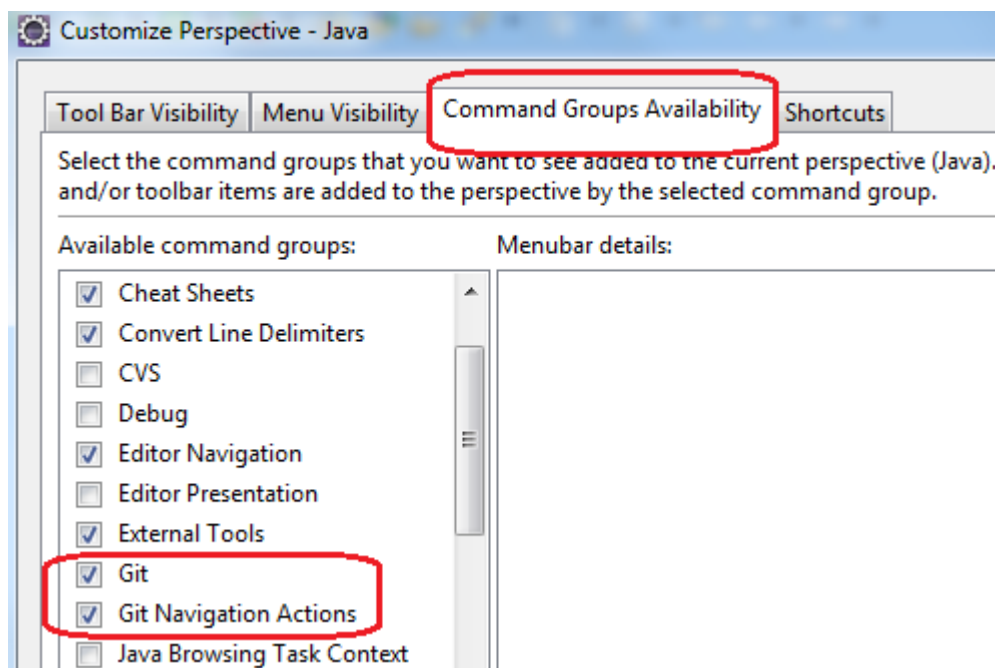 Customize Perspective - Java
Tool Bar Visibility Menu Visibility Command Groups Availability Shortcuts
Select the command groups that you want to see added to the current perspective (Java).
and/or toolbar items are added to the perspective by the selected command group.
Available command groups: Menubar details:
Cheat Sheets
Convert Line Delimiters
CVS
Debug
Editor Navigation
Editor Presentation
External Tools
Git
Git Navigation Actions
Java Browsing Task Context